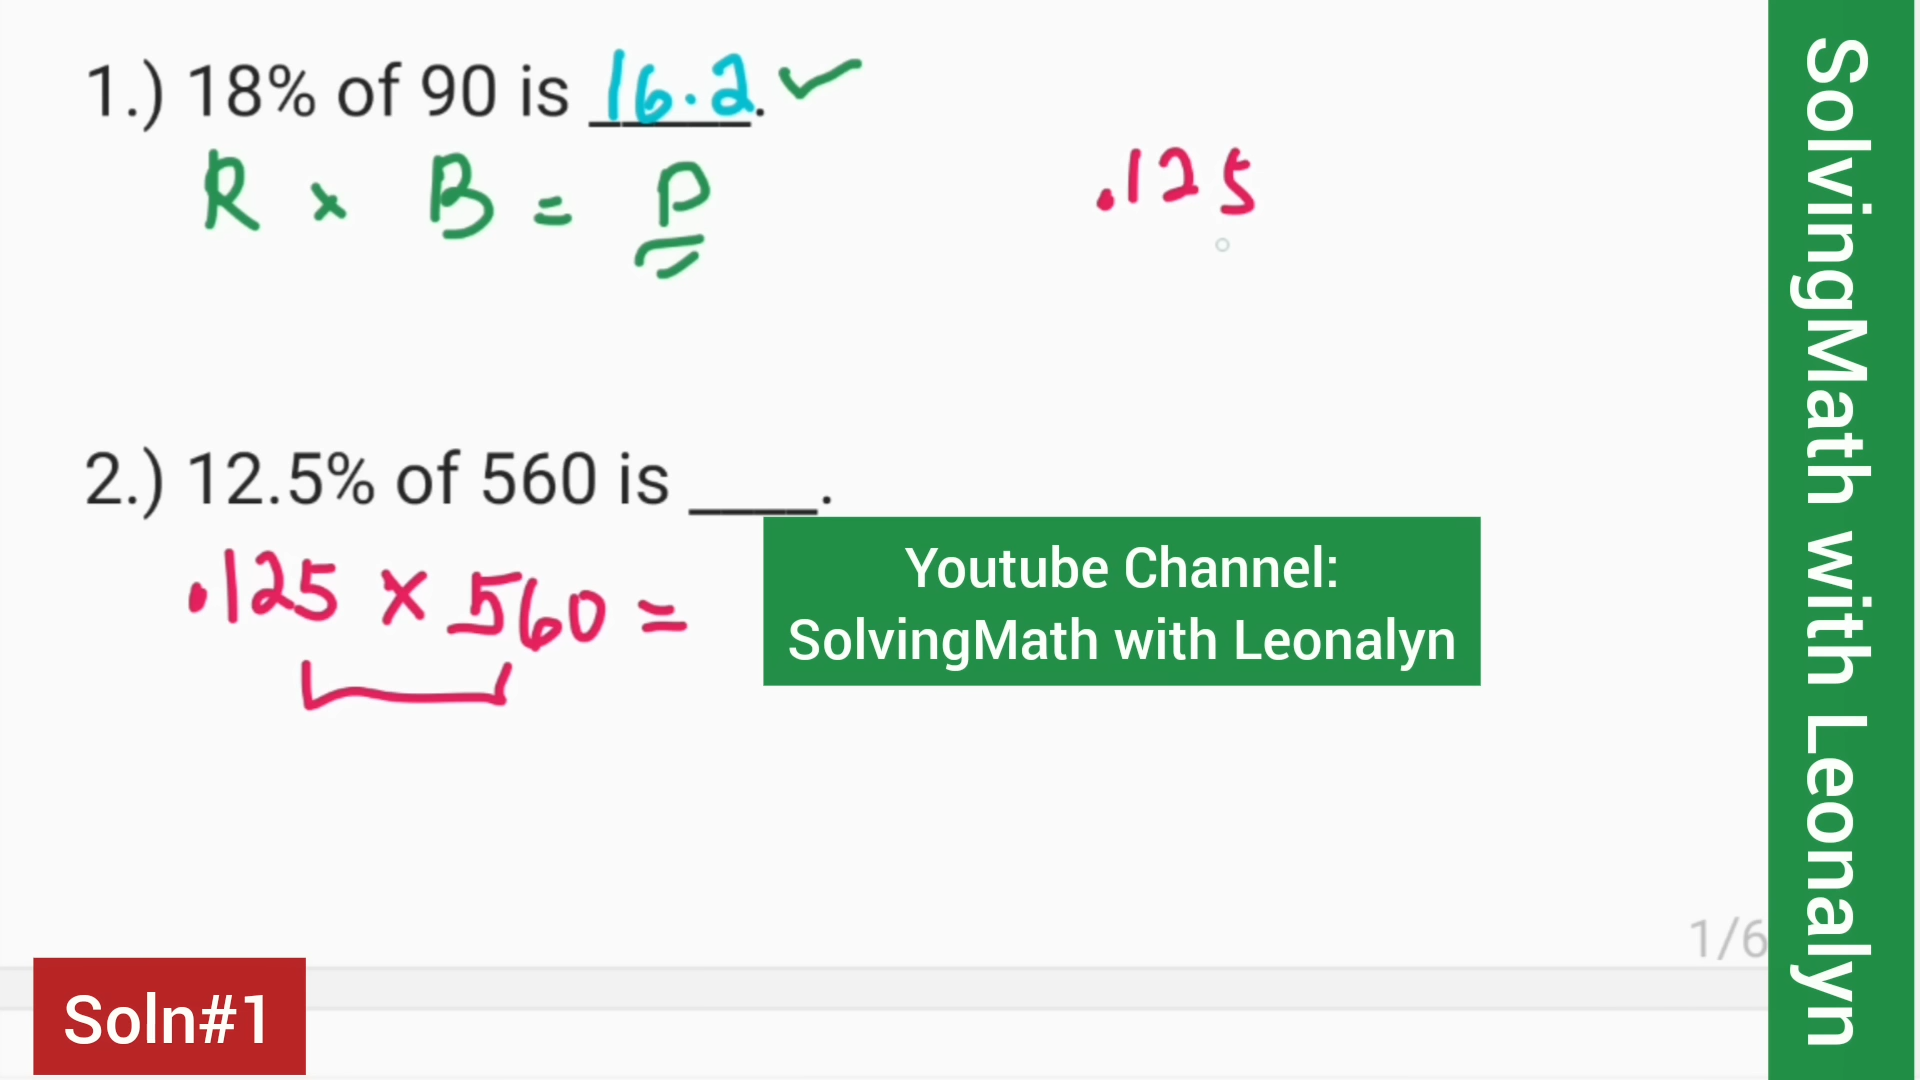 1.) 18% of 90 is 16.2.
R x B = P
.125
2.) 12.5% of 560 is ____.
.125 x 560 =
Youtube Channel:
SolvingMath with Leonalyn
1/6
Soln#1
SolvingMath with Leonalyn